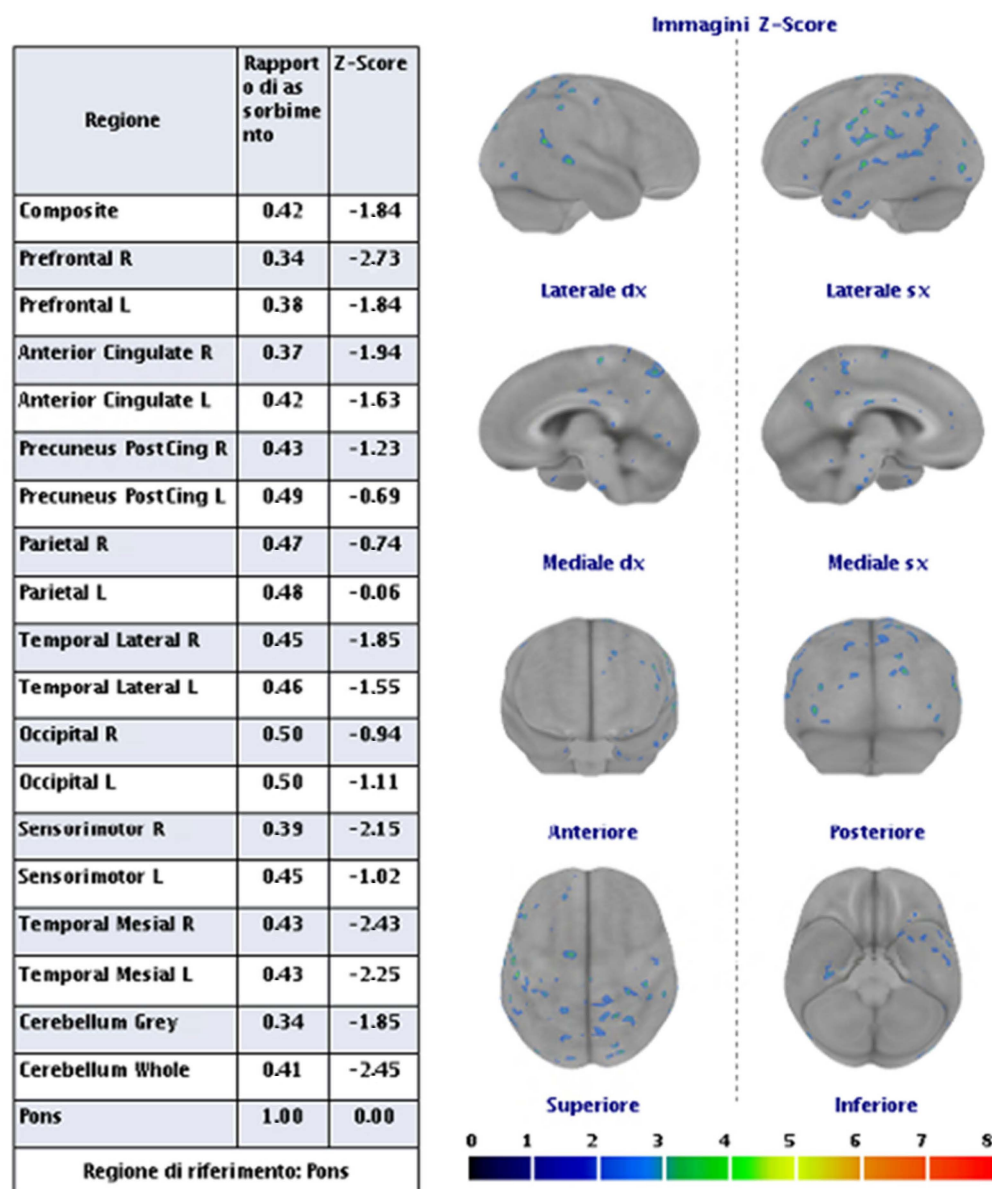 Regione Rapport o di as sorbime nto Z-Score
Composite 0.42 -1.84
Prefrontal R 0.34 -2.73
Prefrontal L 0.38 -1.84
Anterior Cingulate R 0.37 -1.94
Anterior Cingulate L 0.42 -1.63
Precuneus PostCing R 0.43 -1.23
Precuneus PostCing L 0.49 -0.69
Parietal R 0.47 -0.74
Parietal L 0.48 -0.06
Temporal Lateral R 0.45 -1.85
Temporal Lateral L 0.46 -1.55
Occipital R 0.50 -0.94
Occipital L 0.50 -1.11
Sensorimotor R 0.39 -2.15
Sensorimotor L 0.45 -1.02
Temporal Mesial R 0.43 -2.43
Temporal Mesial L 0.43 -2.25
Cerebellum Grey 0.34 -1.85
Cerebellum Whole 0.41 -2.45
Pons 1.00 0.00
Regione di riferimento: Pons
Immagini Z-Score
Laterale dx Laterale sx
Mediale dx Mediale sx
Anteriore Posteriore
Superiore Inferiore
0 1 2 3 4 5 6 7 8